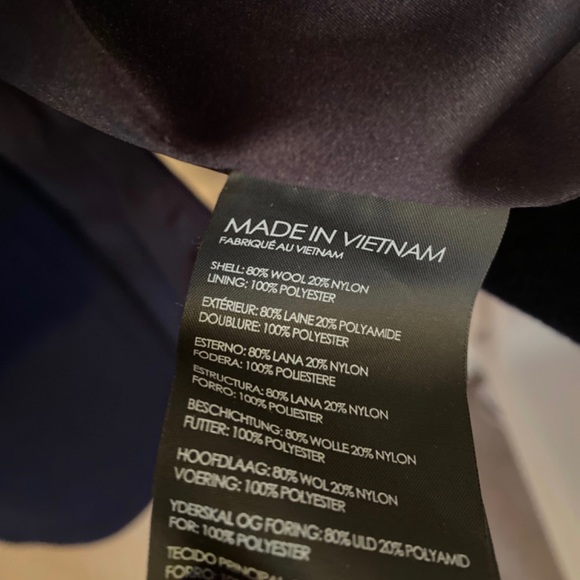 MADE IN VIETNAM
FABRIQUÉ AU VIETNAM
SHELL: 80% WOOL 20% NYLON
LINING: 100% POLYESTER
EXTÉRIEUR: 80% LAINE 20% POLYAMIDE
DOUBLURE: 100% POLYESTER
ESTERNO: 80% LANA 20% NYLON
FODERA: 100% POLIESTERE
ESTRUCTURA: 80% LANA 20% NYLON
FORRO: 100% POLIESTER
BESCHICHTUNG: 80% WOLLE 20% NYLON
FUTTER: 100% POLYESTER
HOOFDLAAG: 80% WOL 20% NYLON
VOERING: 100% POLYESTER
YDERSKAL OG FORING: 80% ULD 20% POLYAMID
FOR: 100% POLYESTER
TECIDO PRINCIPAL
FORRO